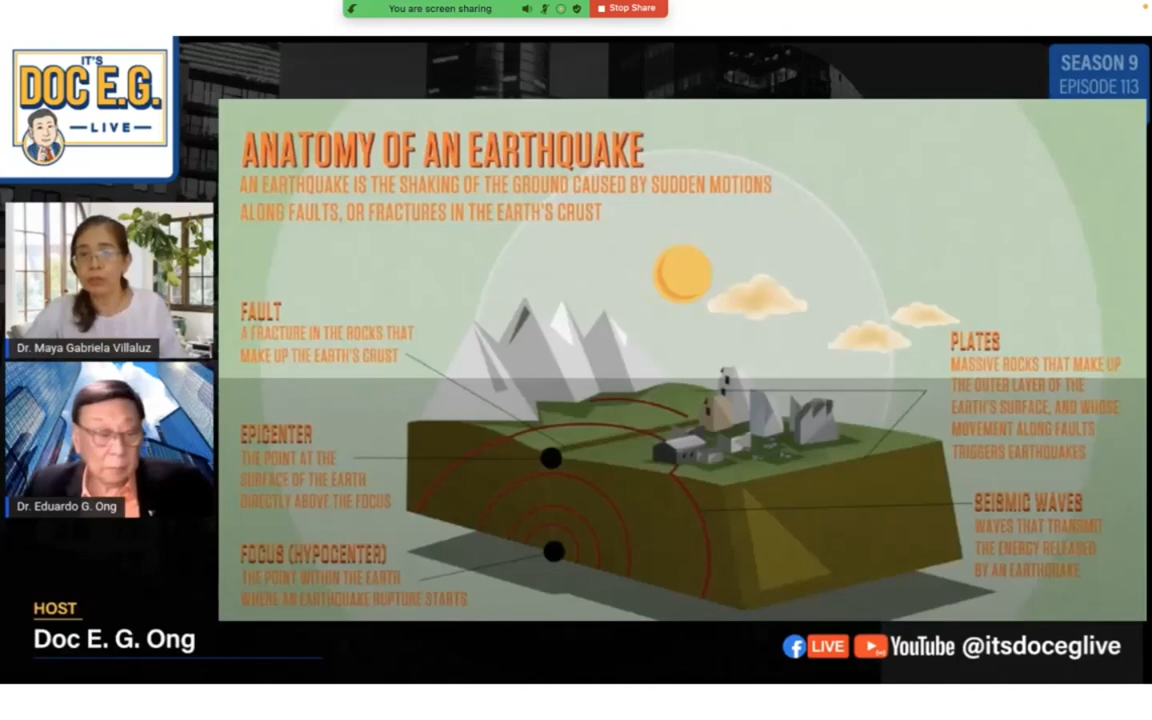 You are screen sharing
Stop Share
IT'S
DOC E.G.
LIVE
SEASON 9
EPISODE 113
ANATOMY OF AN EARTHQUAKE
AN EARTHQUAKE IS THE SHAKING OF THE GROUND CAUSED BY SUDDEN MOTIONS
ALONG FAULTS, OR FRACTURES IN THE EARTH'S CRUST
FAULT
A FRACTURE IN THE ROCKS THAT
MAKE UP THE EARTH'S CRUST
EPICENTER
THE POINT AT THE
SURFACE OF THE EARTH
DIRECTLY ABOVE THE FOCUS
FOCUS (HYPOCENTER)
THE POINT WITHIN THE EARTH
WHERE AN EARTHQUAKE RUPTURE STARTS
PLATES
MASSIVE ROCKS THAT MAKE UP
THE OUTER LAYER OF THE
EARTH'S SURFACE, AND WHOSE
MOVEMENT ALONG FAULTS
TRIGGERS EARTHQUAKES
SEISMIC WAVES
WAVES THAT TRANSMIT
THE ENERGY RELEASED
BY AN EARTHQUAKE
Dr. Maya Gabriela Villaluz
Dr. Eduardo G. Ong
HOST
Doc E. G. Ong
LIVE YouTube @itsdoceglive